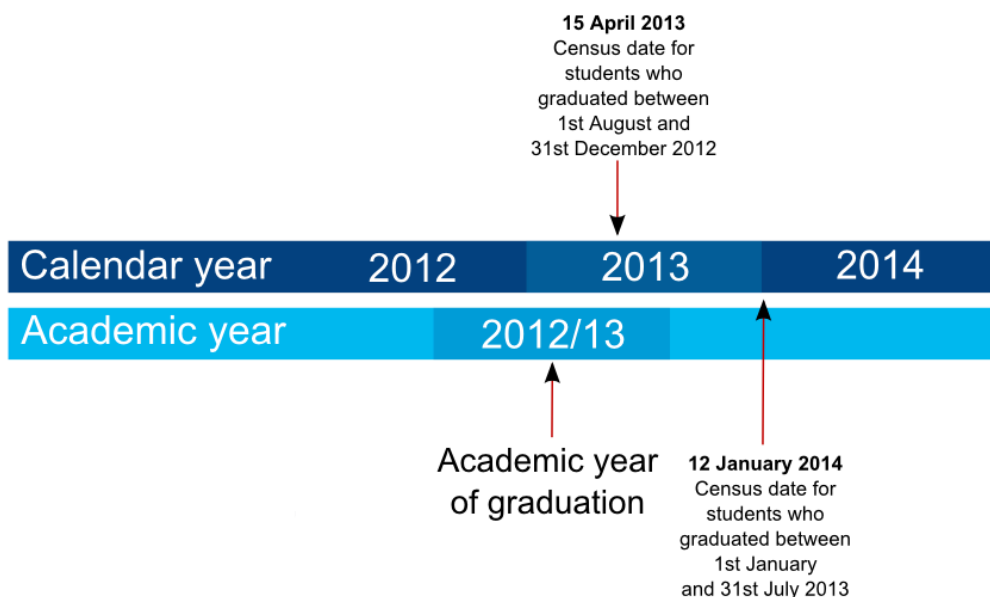 15 April 2013
Census date for
students who
graduated between
1st August and
31st December 2012
Calendar year 2012 2013 2014
Academic year 2012/13
Academic year
of graduation
12 January 2014
Census date for
students who
graduated between
1st January
and 31st July 2013